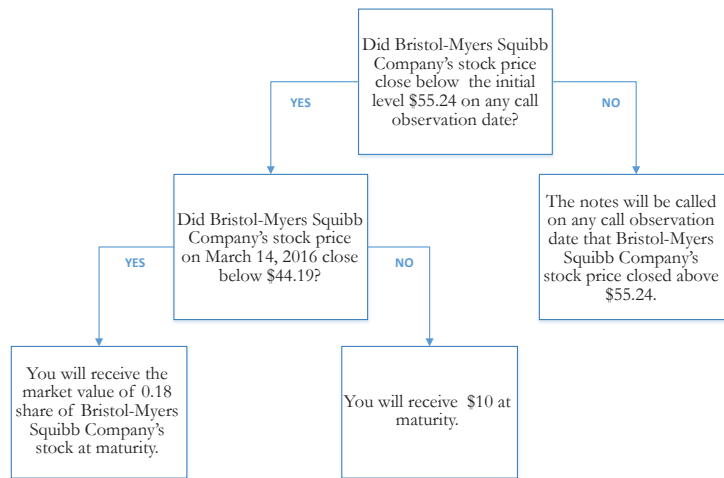 Did Bristol-Myers Squibb
Company's stock price
close below the initial
level $55.24 on any call
observation date?
YES
NO
Did Bristol-Myers Squibb
Company's stock price
on March 14, 2016 close
below $44.19?
The notes will be called
on any call observation
date that Bristol-Myers
Squibb Company's
stock price closed above
$55.24.
YES
NO
You will receive the
market value of 0.18
share of Bristol-Myers
Squibb Company's
stock at maturity.
You will receive $10 at
maturity.